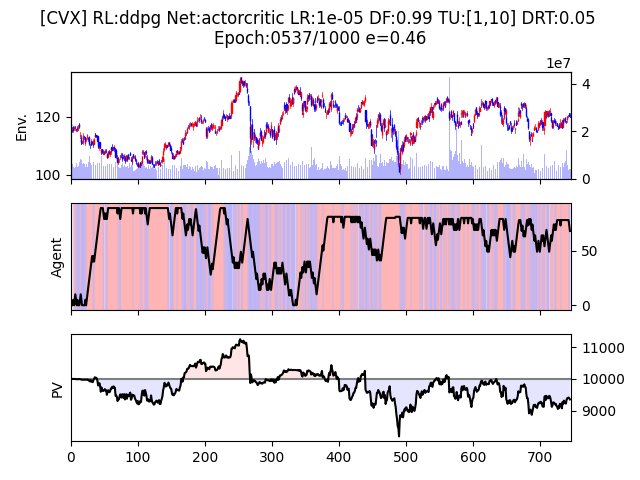 [CVX] RL:ddpg Net:actorcritic LR:1e-05 DF:0.99 TU:[1,10] DRT:0.05
Epoch:0537/1000 e=0.46
1e7
Env.
120
100
4
2
0
Agent
50
0
PV
11000
10000
9000
0 100 200 300 400 500 600 700